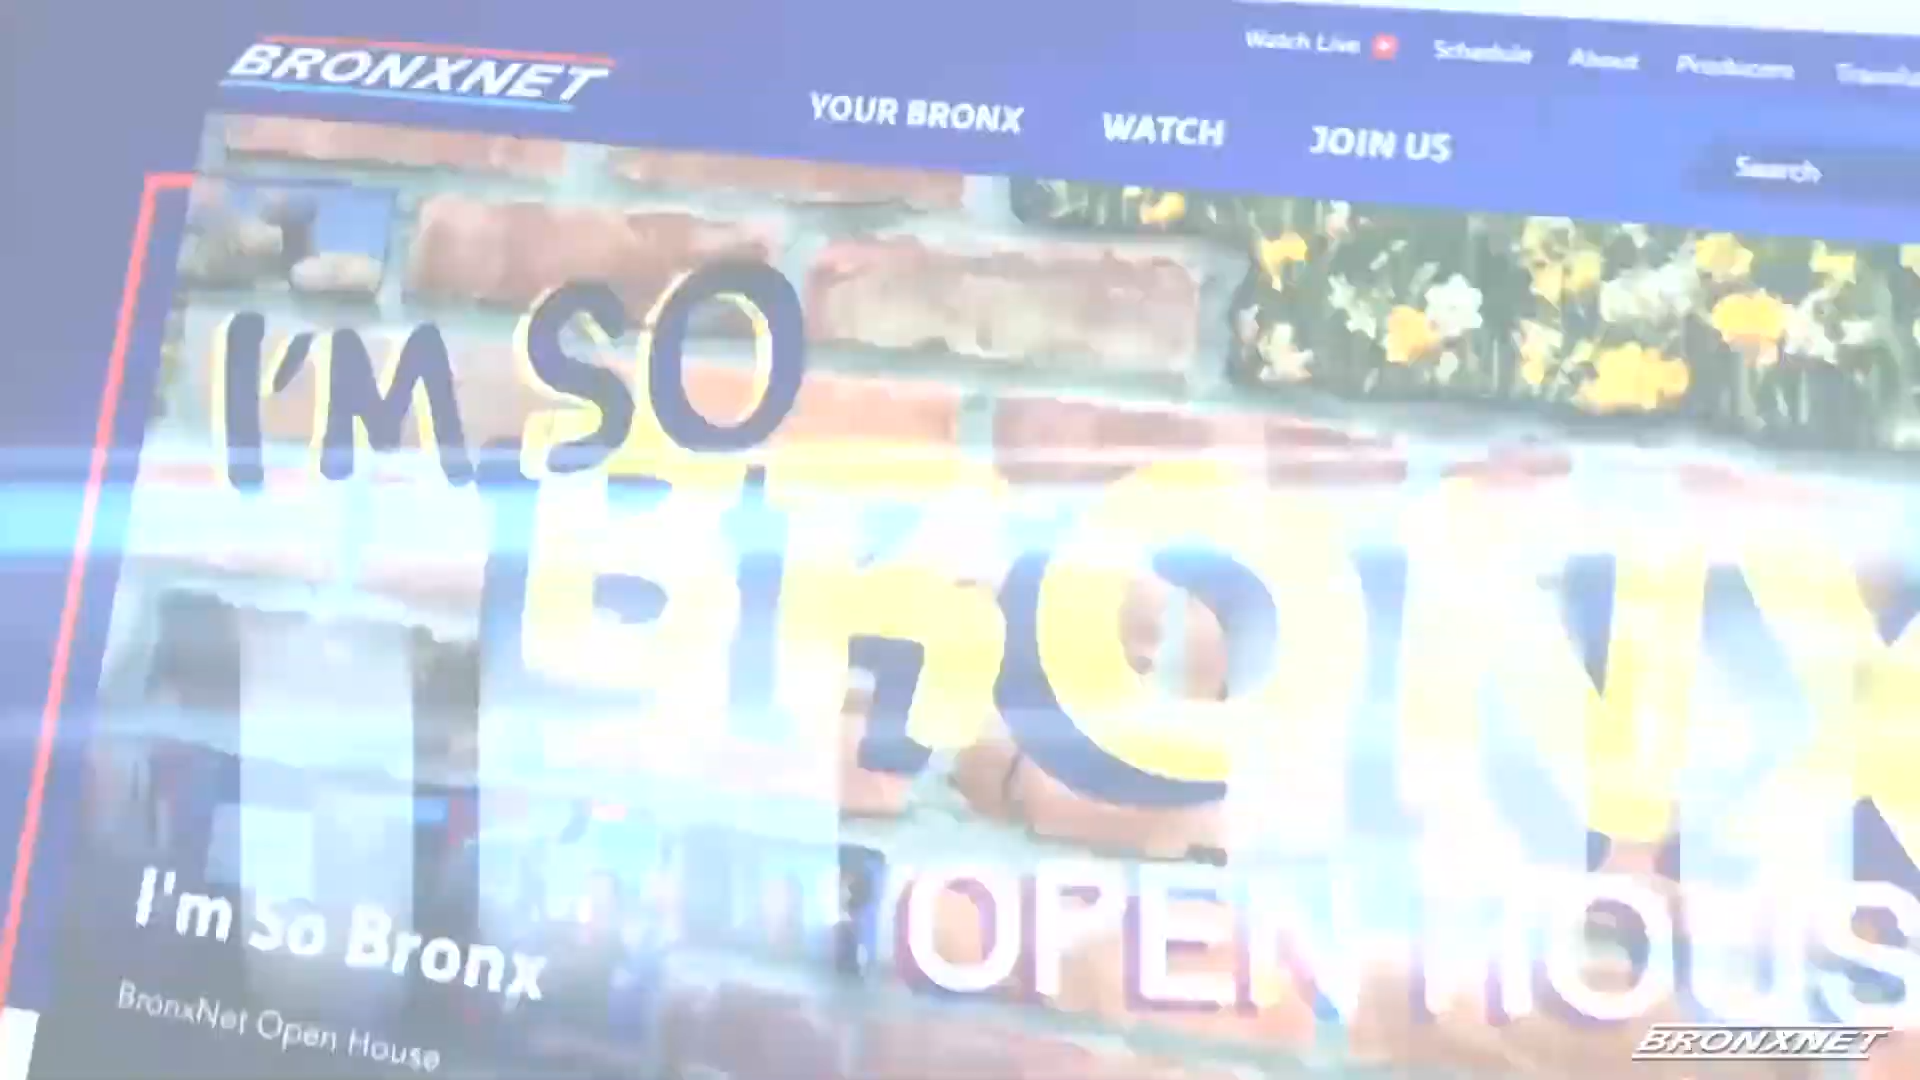 BRONXNET
Watch Live Schedule About Producers
YOUR BRONX WATCH JOIN US
Search
I'M SO
BRONX
OPEN HOUS
I'm So Bronx
BronxNet Open House
BRONXNET